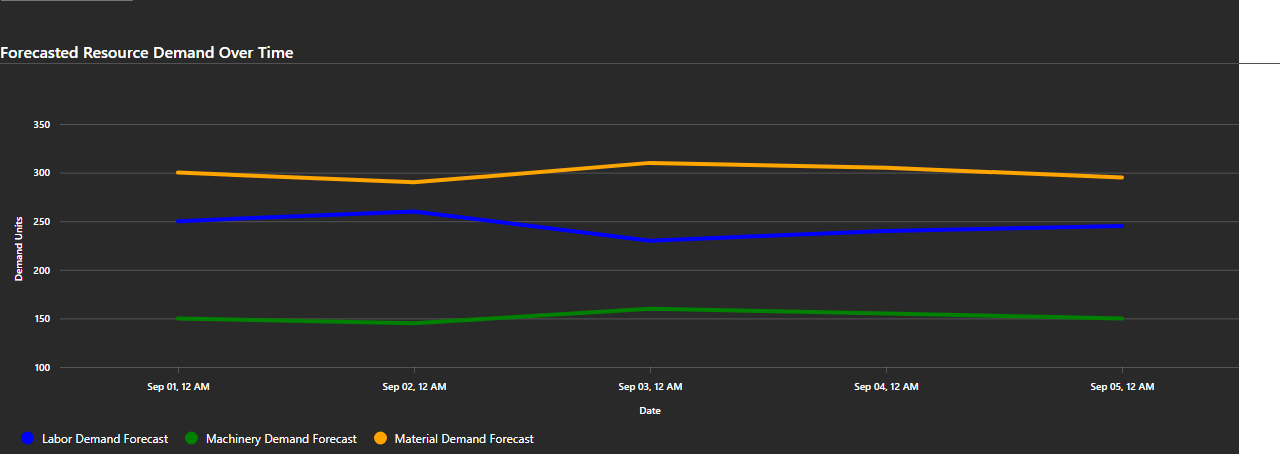 Forecasted Resource Demand Over Time
350
300
250
200
150
100
Demand Units
Sep 01, 12 AM
Sep 02, 12 AM
Sep 03, 12 AM
Sep 04, 12 AM
Sep 05, 12 AM
Date
Labor Demand Forecast
Machinery Demand Forecast
Material Demand Forecast